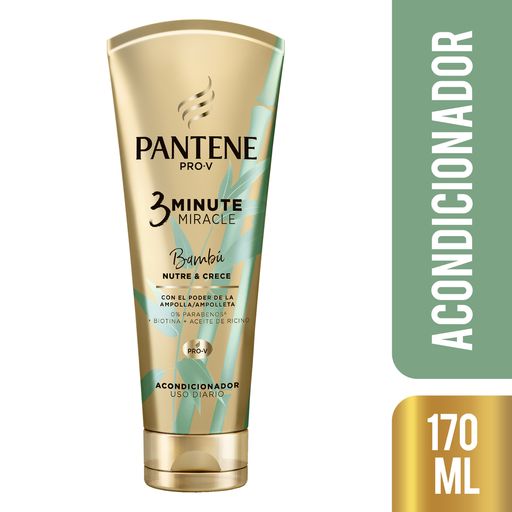 PANTENE
PRO-V
3 MINUTE
MIRACLE
Bambú
NUTRE & CRECE
CON EL PODER DE LA
AMPOLLA/AMPOLLETA
0% PARABENOS*
+ BIOTINA + ACEITE DE RICINO
PRO-V
ACONDICIONADOR
USO DIARIO
ACONDICIONADOR
170
ML